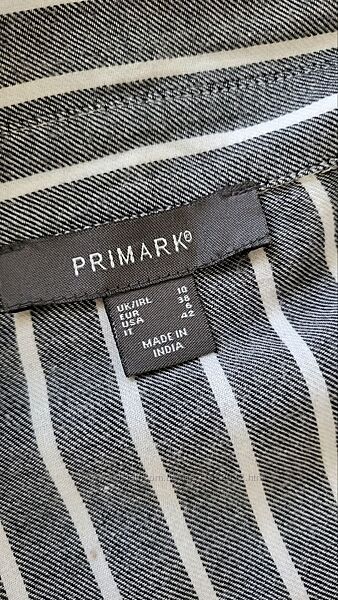 PRIMARK®
UK/IRL 10
EUR 38
USA 6
IT 42
MADE IN
INDIA